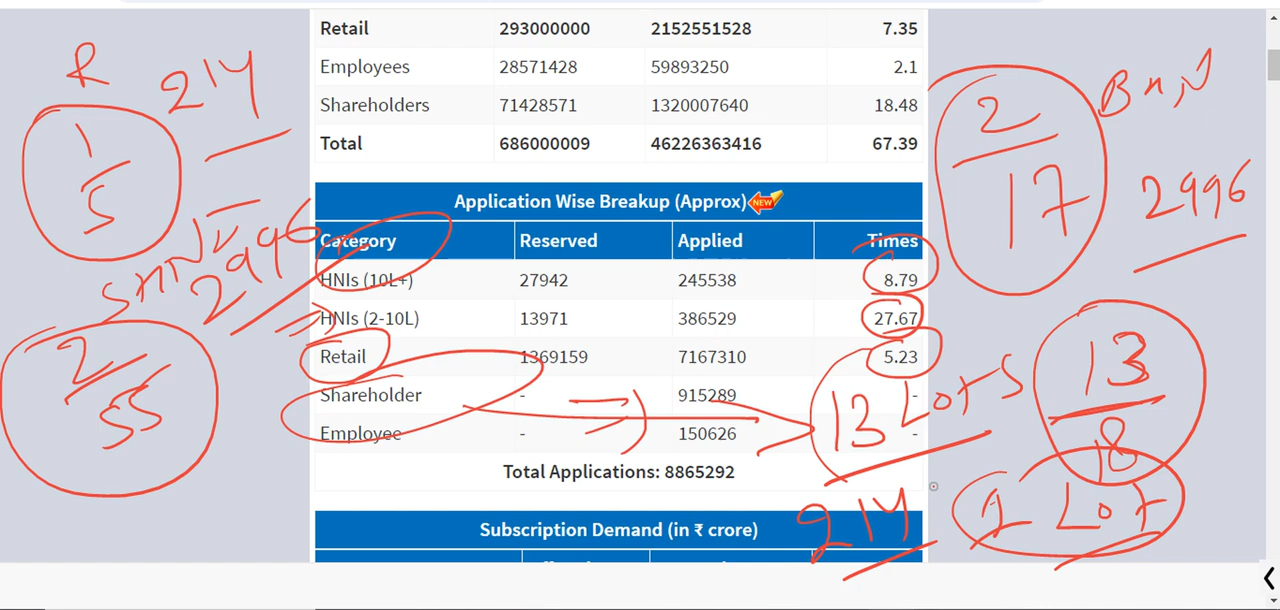 Retail 293000000 2152551528 7.35
Employees 28571428 59893250 2.1
Shareholders 71428571 1320007640 18.48
Total 686000009 46226363416 67.39
Application Wise Breakup (Approx) NEW
Category Reserved Applied Times
HNIs (10L+) 27942 245538 8.79
HNIs (2-10L) 13971 386529 27.67
Retail 1369159 7167310 5.23
Shareholder - 915289 -
Employee - 150626 -
Total Applications: 8865292
Subscription Demand (in ₹ crore)
R
214
1
5
SHNI
2996
2
55
2
17
BHNI
2996
13 Lots
214
13
18
1 Lot